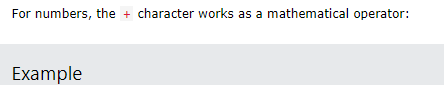 For numbers, the + character works as a mathematical operator:
Example